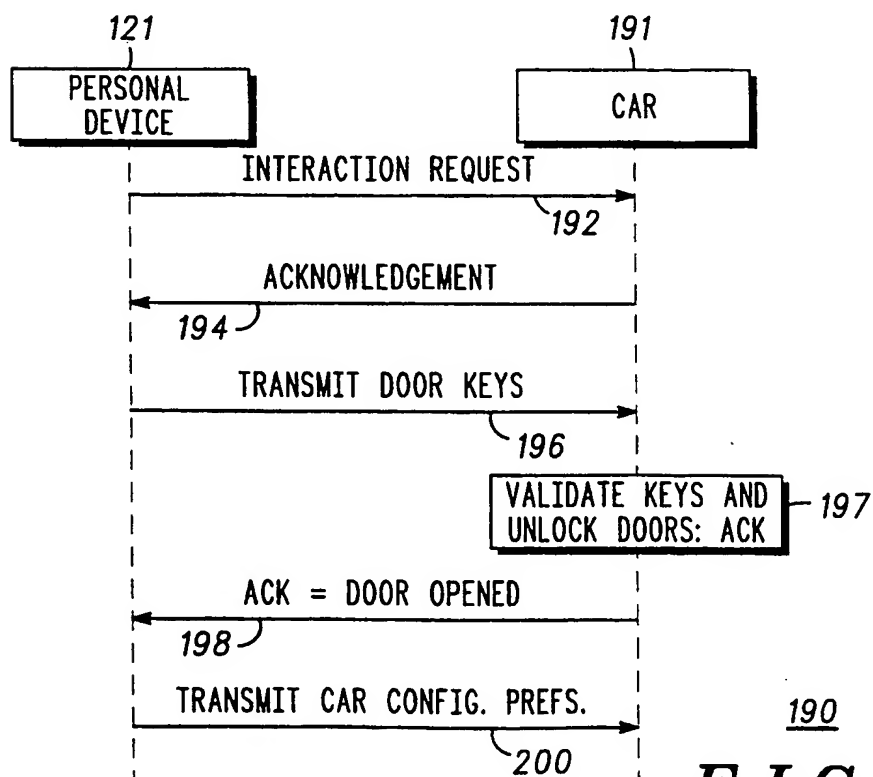 121
191
PERSONAL
DEVICE
CAR
INTERACTION REQUEST
192
ACKNOWLEDGEMENT
194
TRANSMIT DOOR KEYS
196
VALIDATE KEYS AND
UNLOCK DOORS: ACK
197
ACK = DOOR OPENED
198
TRANSMIT CAR CONFIG. PREFS.
190
200